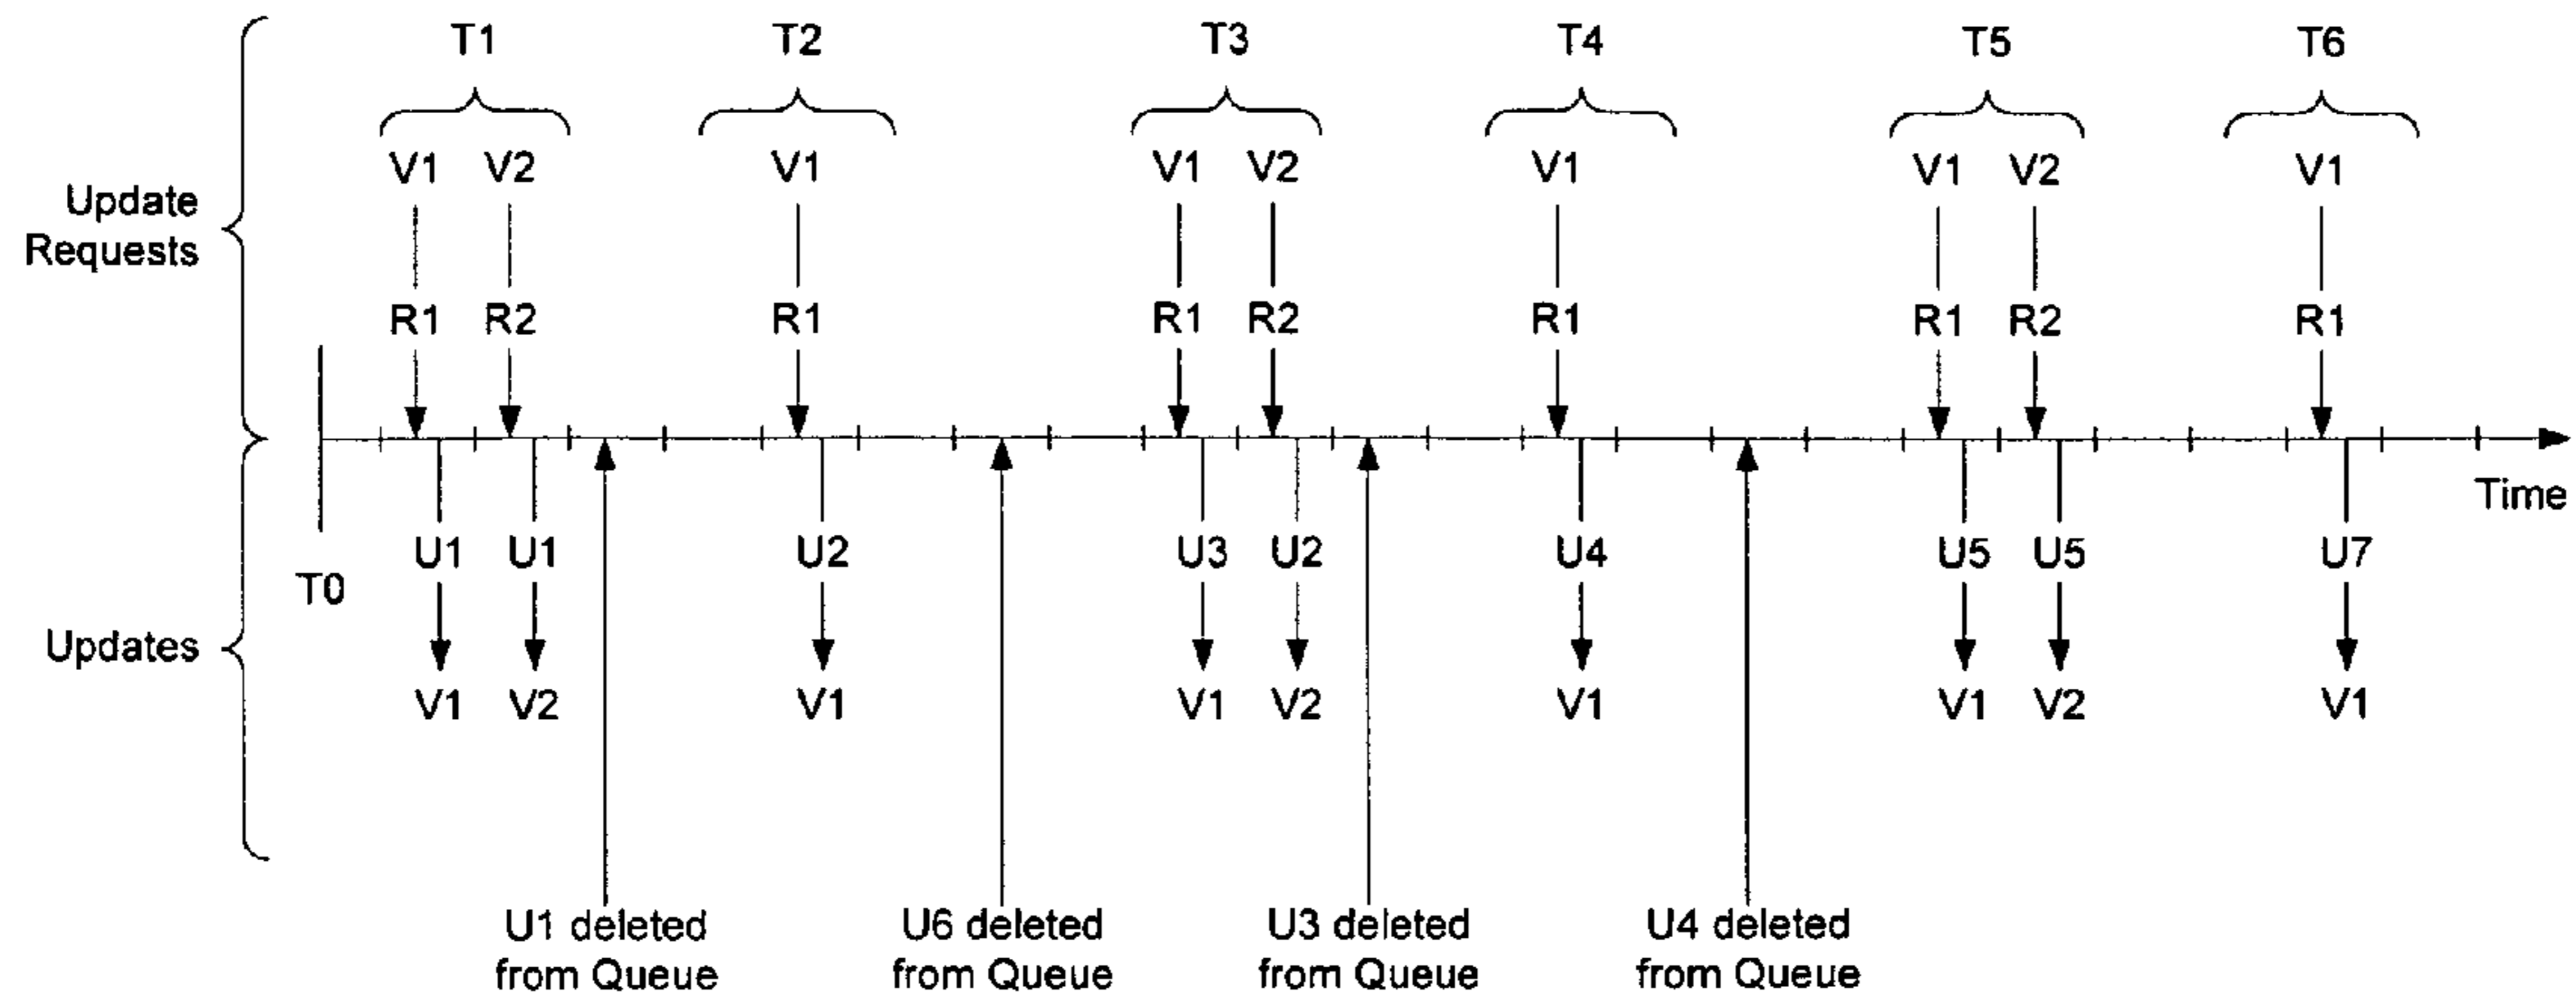 T1 T2 T3 T4 T5 T6
V1 V2 V1 V1 V2 V1 V1 V2 V1
Update
Requests
R1 R2 R1 R1 R2 R1 R1 R2 R1
Time
U1 U1 U2 U3 U2 U4 U5 U5 U7
T0
Updates
V1 V2 V1 V1 V2 V1 V1 V2 V1
U1 deleted
from Queue
U6 deleted
from Queue
U3 deleted
from Queue
U4 deleted
from Queue